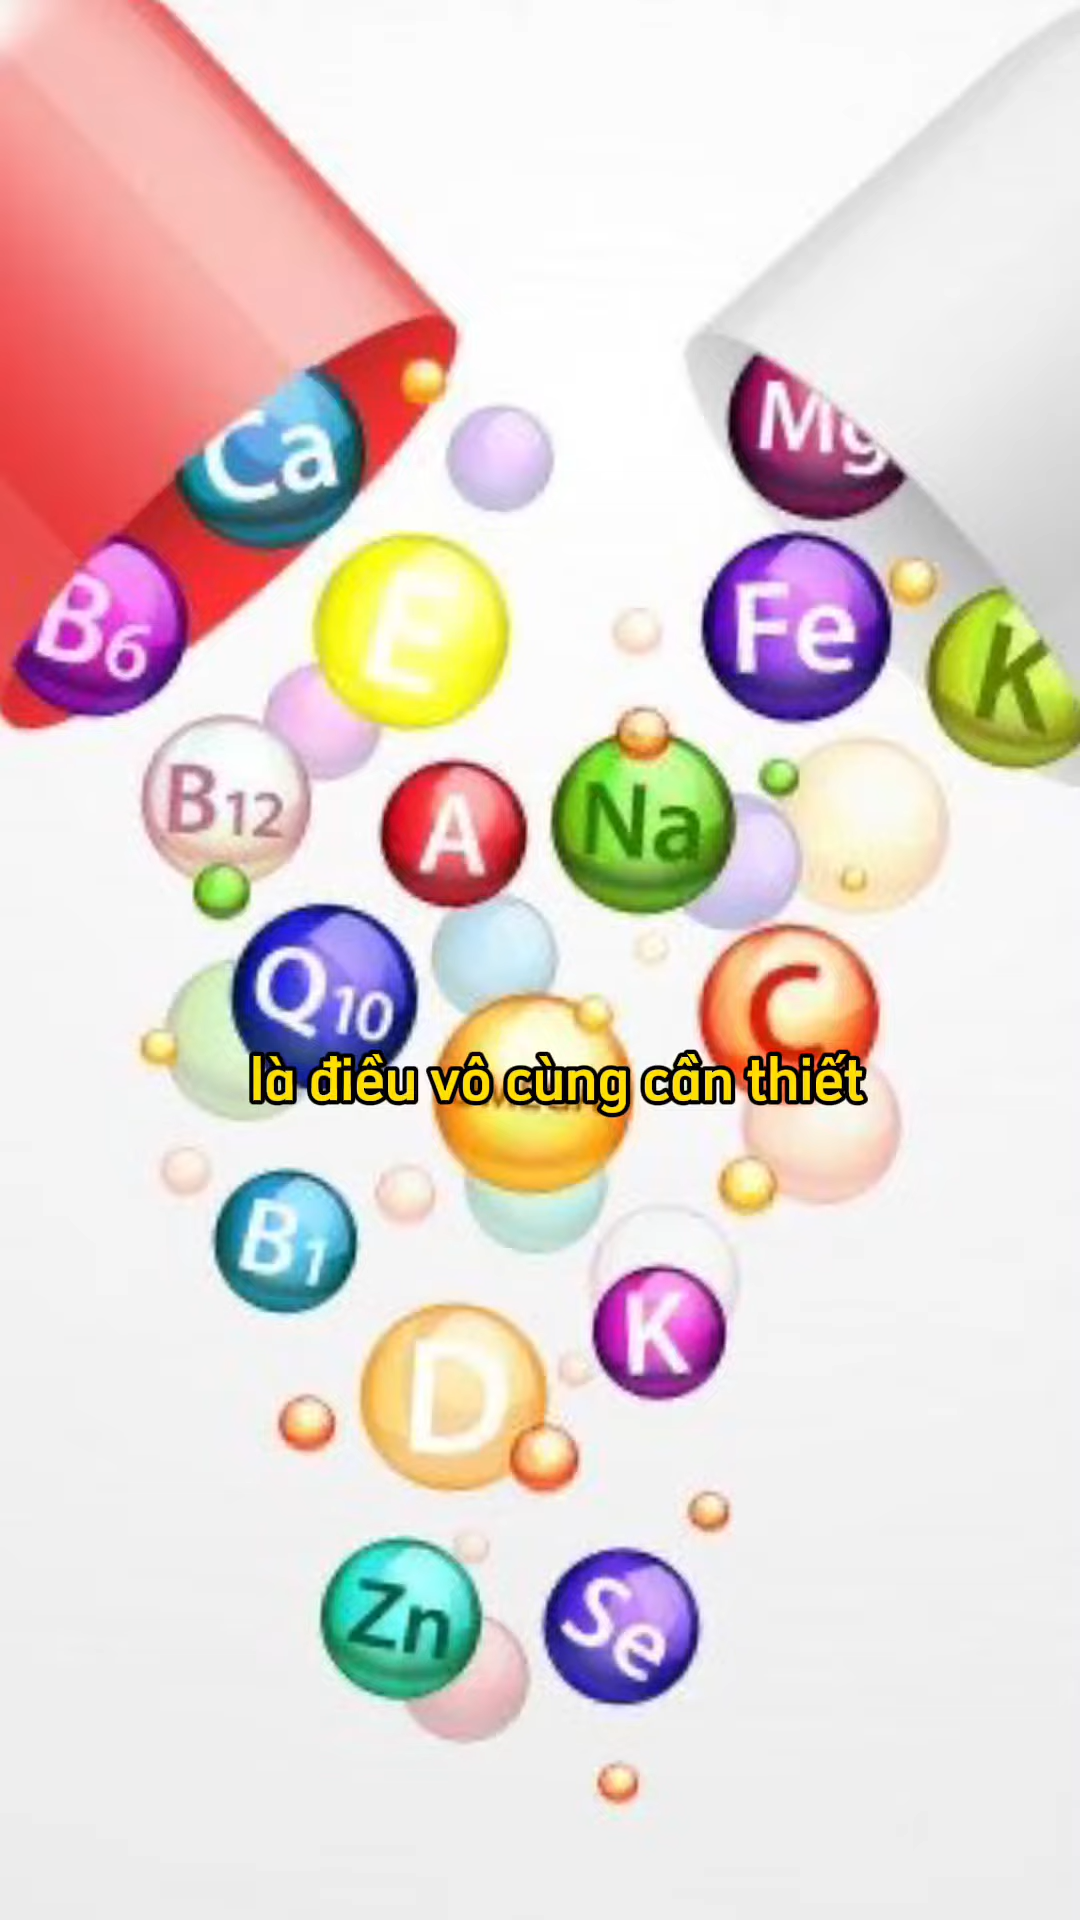 Ca
Mg
B6
E
Fe
K
B12
A
Na
Q10
C
là điều vô cùng cần thiết
B1
K
D
Zn
Se